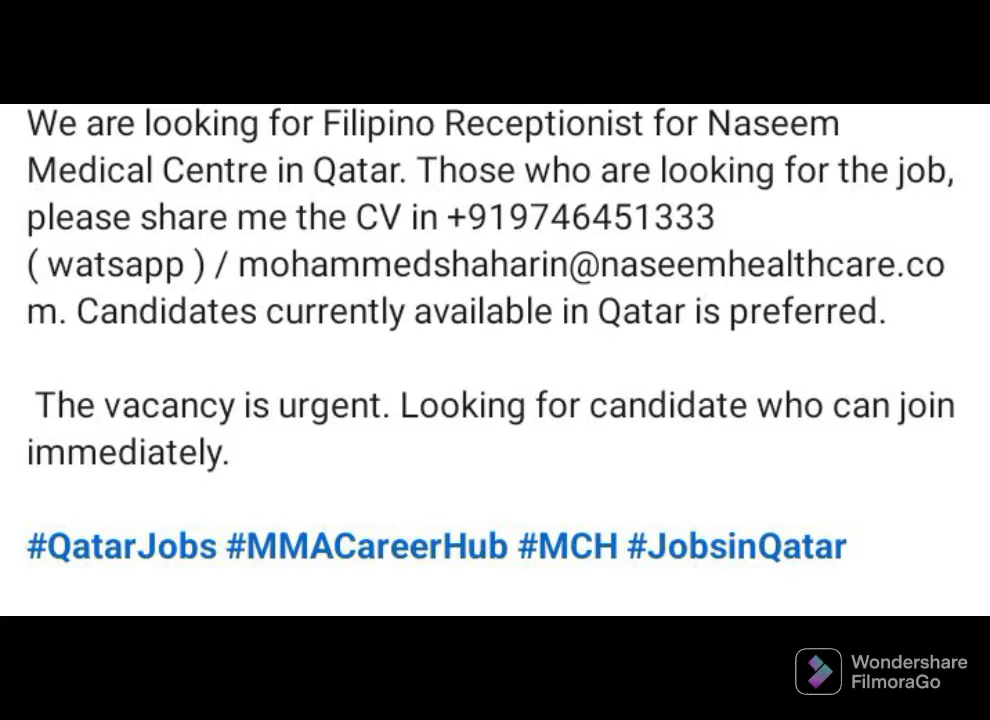 We are looking for Filipino Receptionist for Naseem
Medical Centre in Qatar. Those who are looking for the job,
please share me the CV in +919746451333
( watsapp ) / mohammedshaharin@naseemhealthcare.co
m. Candidates currently available in Qatar is preferred.
The vacancy is urgent. Looking for candidate who can join
immediately.
#QatarJobs #MMACareerHub #MCH #JobsinQatar
Wondershare
FilmoraGo